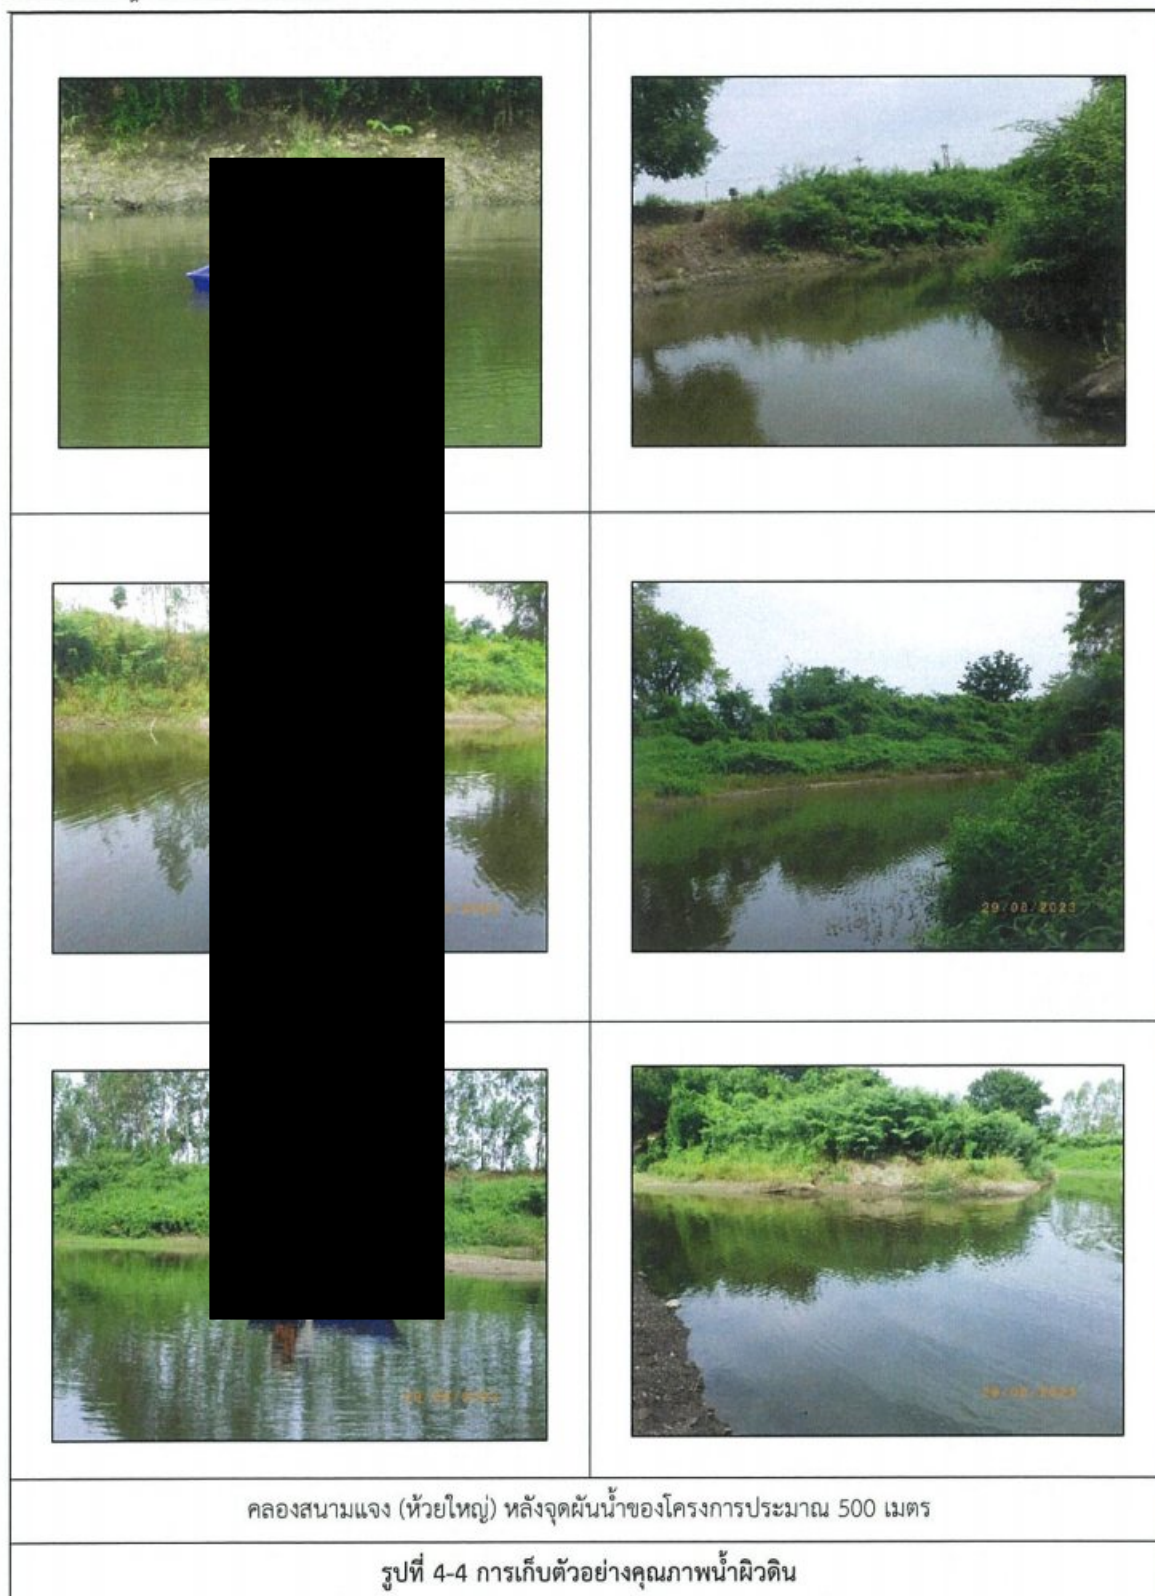 29/08/2023
29/08/2023
คลองสนามแจง (ห้วยใหญ่) หลังจุดผันน้ำของโครงการประมาณ 500 เมตร
รูปที่ 4-4 การเก็บตัวอย่างคุณภาพน้ำผิวดิน